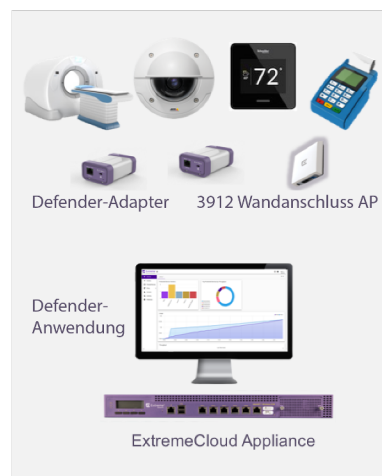 72°
Defender-Adapter
3912 Wandanschluss AP
Defender-
Anwendung
ExtremeCloud Appliance